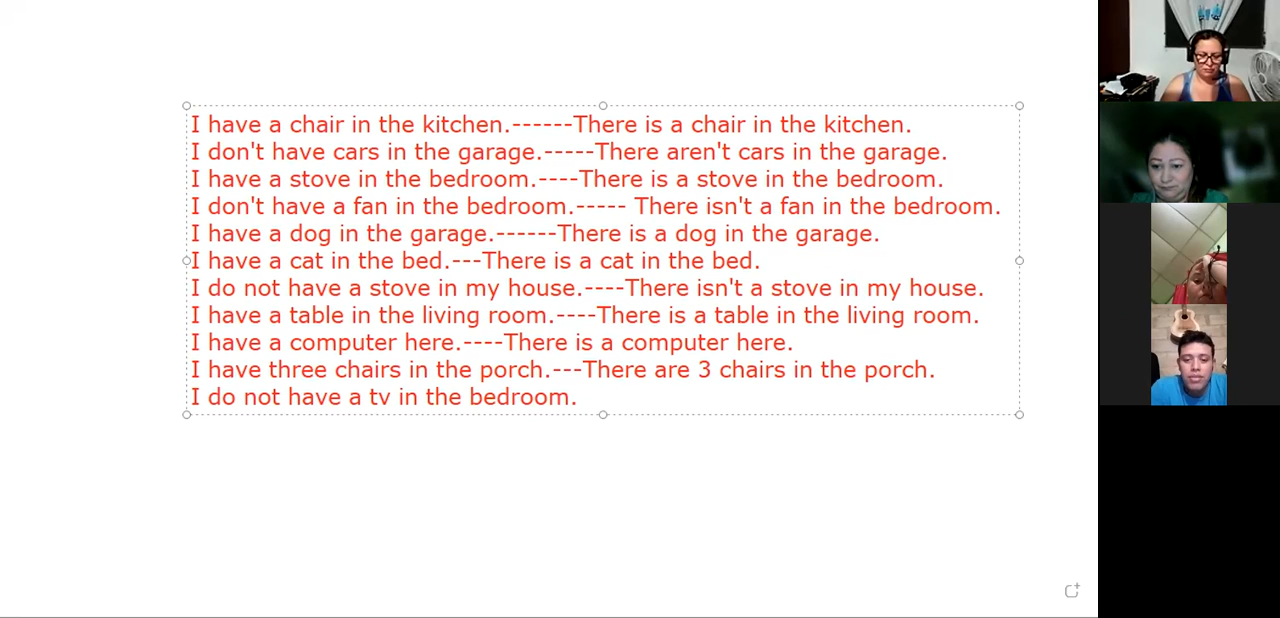 I have a chair in the kitchen.------There is a chair in the kitchen.
I don't have cars in the garage.-----There aren't cars in the garage.
I have a stove in the bedroom.----There is a stove in the bedroom.
I don't have a fan in the bedroom.----- There isn't a fan in the bedroom.
I have a dog in the garage.------There is a dog in the garage.
I have a cat in the bed.---There is a cat in the bed.
I do not have a stove in my house.----There isn't a stove in my house.
I have a table in the living room.----There is a table in the living room.
I have a computer here.----There is a computer here.
I have three chairs in the porch.---There are 3 chairs in the porch.
I do not have a tv in the bedroom.